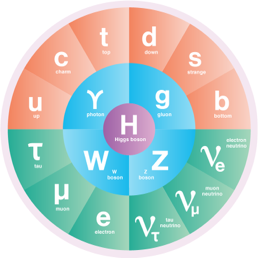 t
top
d
down
c
charm
s
strange
u
up
γ
photon
g
gluon
b
bottom
H
Higgs boson
τ
tau
W
W
boson
Z
Z
boson
νe
electron
neutrino
μ
muon
νμ
muon
neutrino
e
electron
ντ
tau
neutrino